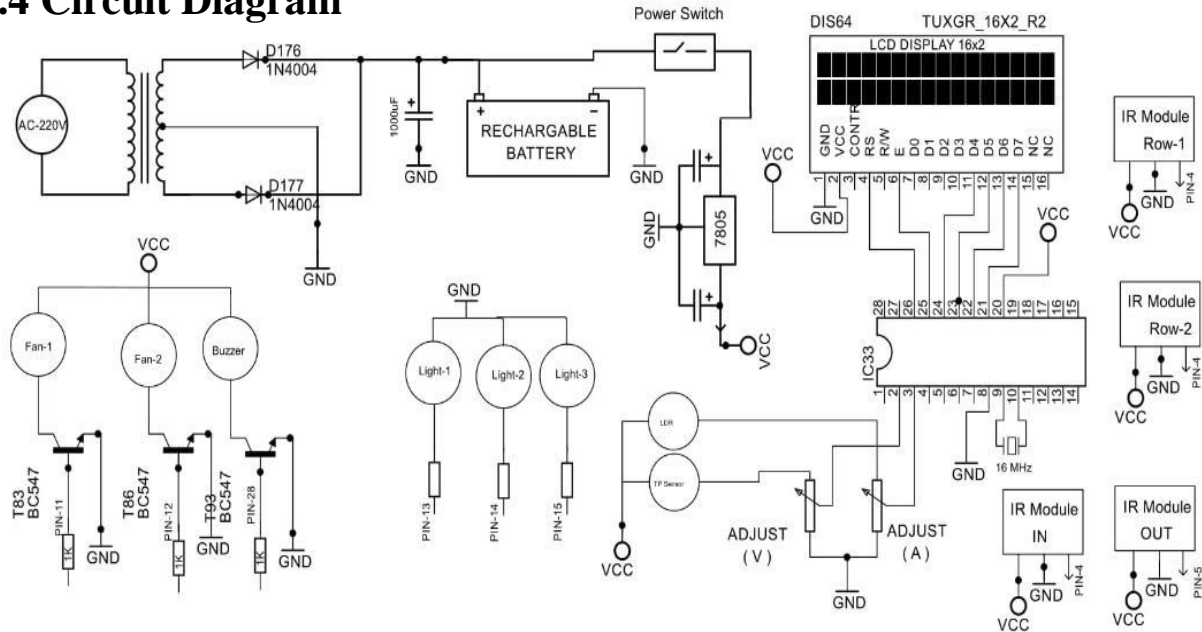 .4 Circuit Diagram
Power Switch
DIS64 TUXGR_16X2_R2
LCD DISPLAY 16x2
D176
1N4004
AC-220V
1000uF
GND
+ −
RECHARGABLE
BATTERY
GND
D177
1N4004
GND
GND
7805
VCC
VCC
GND VCC CONTR RS R/W E D0 D1 D2 D3 D4 D5 D6 D7 NC NC
1 2 3 4 5 6 7 8 9 10 11 12 13 14 15 16
GND
VCC
IR Module
Row-1
GND
PIN-4
VCC
VCC
Fan-1
Fan-2
Buzzer
T83
BC547
T86
BC547
T93
BC547
PIN-11
PIN-12
PIN-28
1K
1K
1K
GND
GND
GND
GND
Light-1
Light-2
Light-3
PIN-13
PIN-14
PIN-15
28 27 26 25 24 23 22 21 20 19 18 17 16 15
IC33
1 2 3 4 5 6 7 8 9 10 11 12 13 14
GND
16 MHz
IR Module
Row-2
GND
PIN-4
VCC
LDR
TP Sensor
VCC
ADJUST
( V )
ADJUST
( A )
GND
IR Module
IN
GND
PIN-4
VCC
IR Module
OUT
GND
PIN-5
VCC